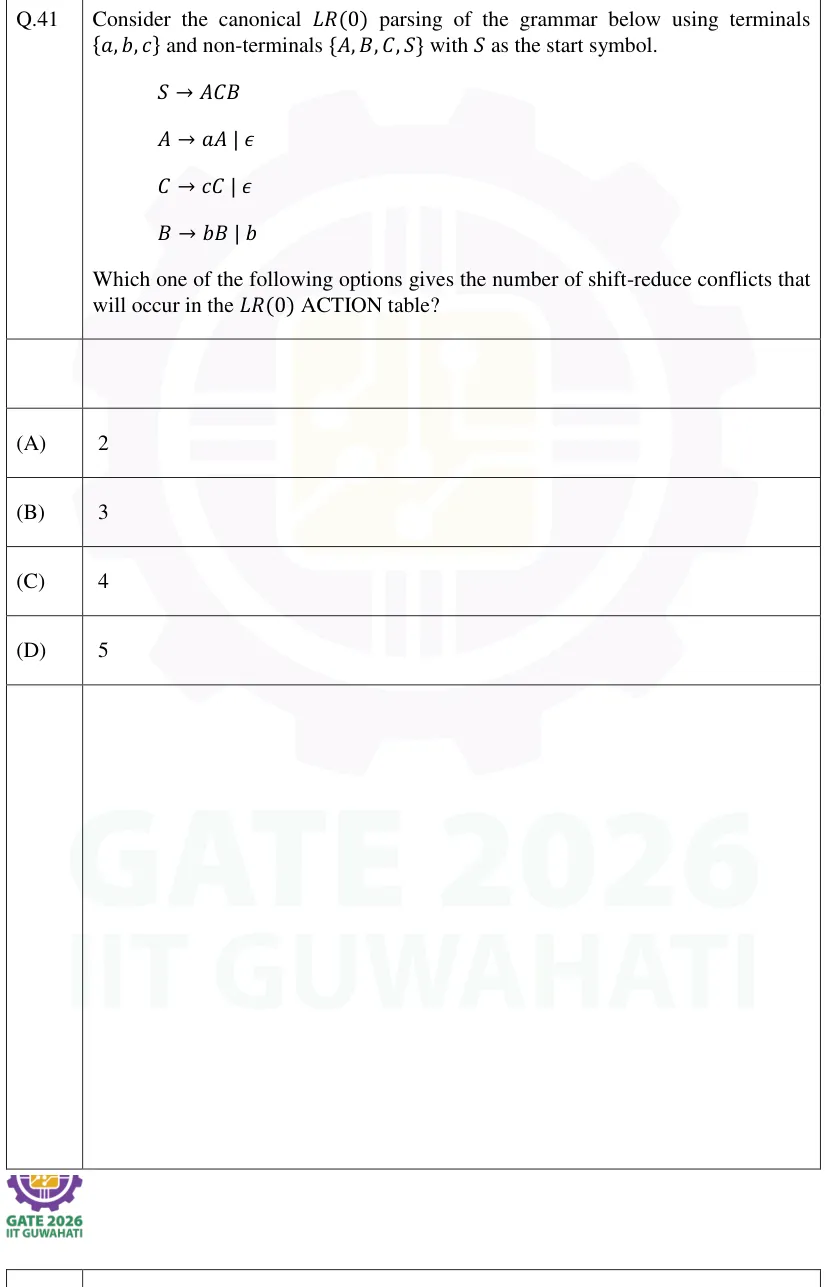 Q.41 Consider the canonical LR(0) parsing of the grammar below using terminals
{a, b, c} and non-terminals {A, B, C, S} with S as the start symbol.
S → ACB
A → aA | ϵ
C → cC | ϵ
B → bB | b
Which one of the following options gives the number of shift-reduce conflicts that
will occur in the LR(0) ACTION table?
(A) 2
(B) 3
(C) 4
(D) 5
GATE 2026
IIT GUWAHATI
GATE 2026
IIT GUWAHATI